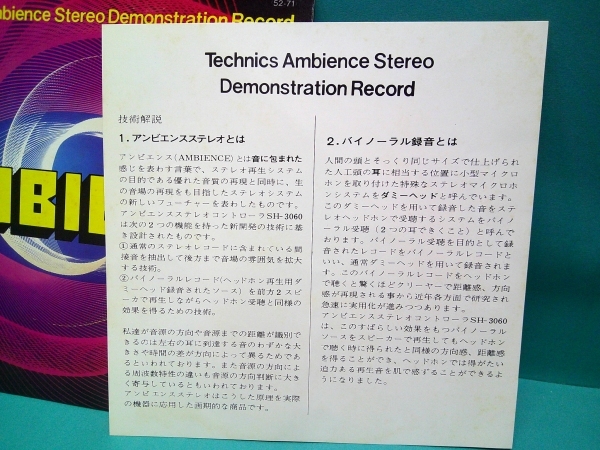 52-71
mbience Stereo Demonstration Record
MBIE
Technics Ambience Stereo
Demonstration Record
技術解説
1. アンビエンスステレオとは
アンビエンス(AMBIENCE)とは音に包まれた
感じを表わす言葉で、ステレオ再生システム
の目的である優れた音質の再現と同時に、生
の音場の再現をも目指したステレオシステム
の新しいフューチャーを表わしたものです。
アンビエンスステレオコントローラSH-3060
は次の2つの機能を持った新開発の技術に基
き設計されたものです。
①通常のステレオレコードに含まれている間
接音を抽出して後方まで音場の雰囲気を拡大
する技術。
②バイノーラルレコード(ヘッドホン再生用ダ
ミーヘッド録音されたソース)を前方2スピ
ーカで再生しながらヘッドホン受聴と同様の
効果を得るための技術。
私達が音源の方向や音源までの距離が識別で
きるのは左右の耳に到達する音のわずかな大
きさや時間の差が方向によって異るためであ
るといわれております。また音源の方向によ
る周波数特性の違いも音源の方向判断に大き
く寄与しているともいわれております。
アンビエンスステレオはこうした原理を実際
の機器に応用した画期的な商品です。
2. バイノーラル録音とは
人間の頭とそっくり同じサイズで仕上げられ
た人工頭の耳に相当する位置に小型マイクロ
ホンを取り付けた特殊なステレオマイクロホ
ンシステムをダミーヘッドと呼んでいます。
このダミーヘッドを用いて録音した音をステ
レオヘッドホンで受聴するシステムをバイノ
ーラル受聴(2つの耳できくこと)と呼んで
おります。バイノーラル受聴を目的として録
音されたレコードをバイノーラルレコードと
いい、通常ダミーヘッドを用いて録音されま
す。このバイノーラルレコードをヘッドホン
で聴くと驚くほどクリヤーで距離感、方向
感が再現される事から近年各方面で研究され
急速に実用化が進みつつあります。
アンビエンスステレオコントローラSH-3060
は、このすばらしい効果をもつバイノーラル
ソースをスピーカーで再生してもヘッドホン
で聴く時に得られたと同様の方向感、距離感
を得ることができ、ヘッドホンでは得がたい
迫力ある再生音を肌で感ずることができるよ
うになりました。